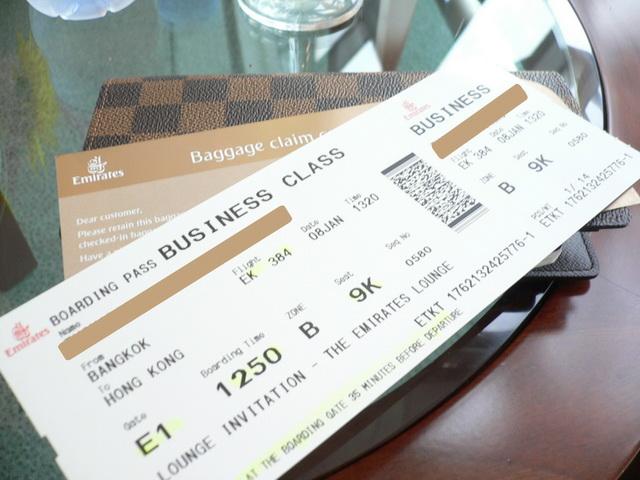 Emirates
Baggage claim
Dear customer,
Please retain this
checked-in
Have
Emirates
BOARDING PASS BUSINESS CLASS
Name
From
BANGKOK
To
HONG KONG
Flight Date Time
EK 384 08JAN 1320
Gate Boarding Time ZONE Seat Seq No
E1 1250 B 9K 0580
LOUNGE INVITATION - THE EMIRATES LOUNGE
ETKT 1762132425776-1
AT THE BOARDING GATE 35 MINUTES BEFORE DEPARTURE
Emirates
BUSINESS
Flight Date Time
EK 384 08JAN 1320
ZONE Seat Seq No
B 9K 0580
1/14
ETKT 1762132425776-1